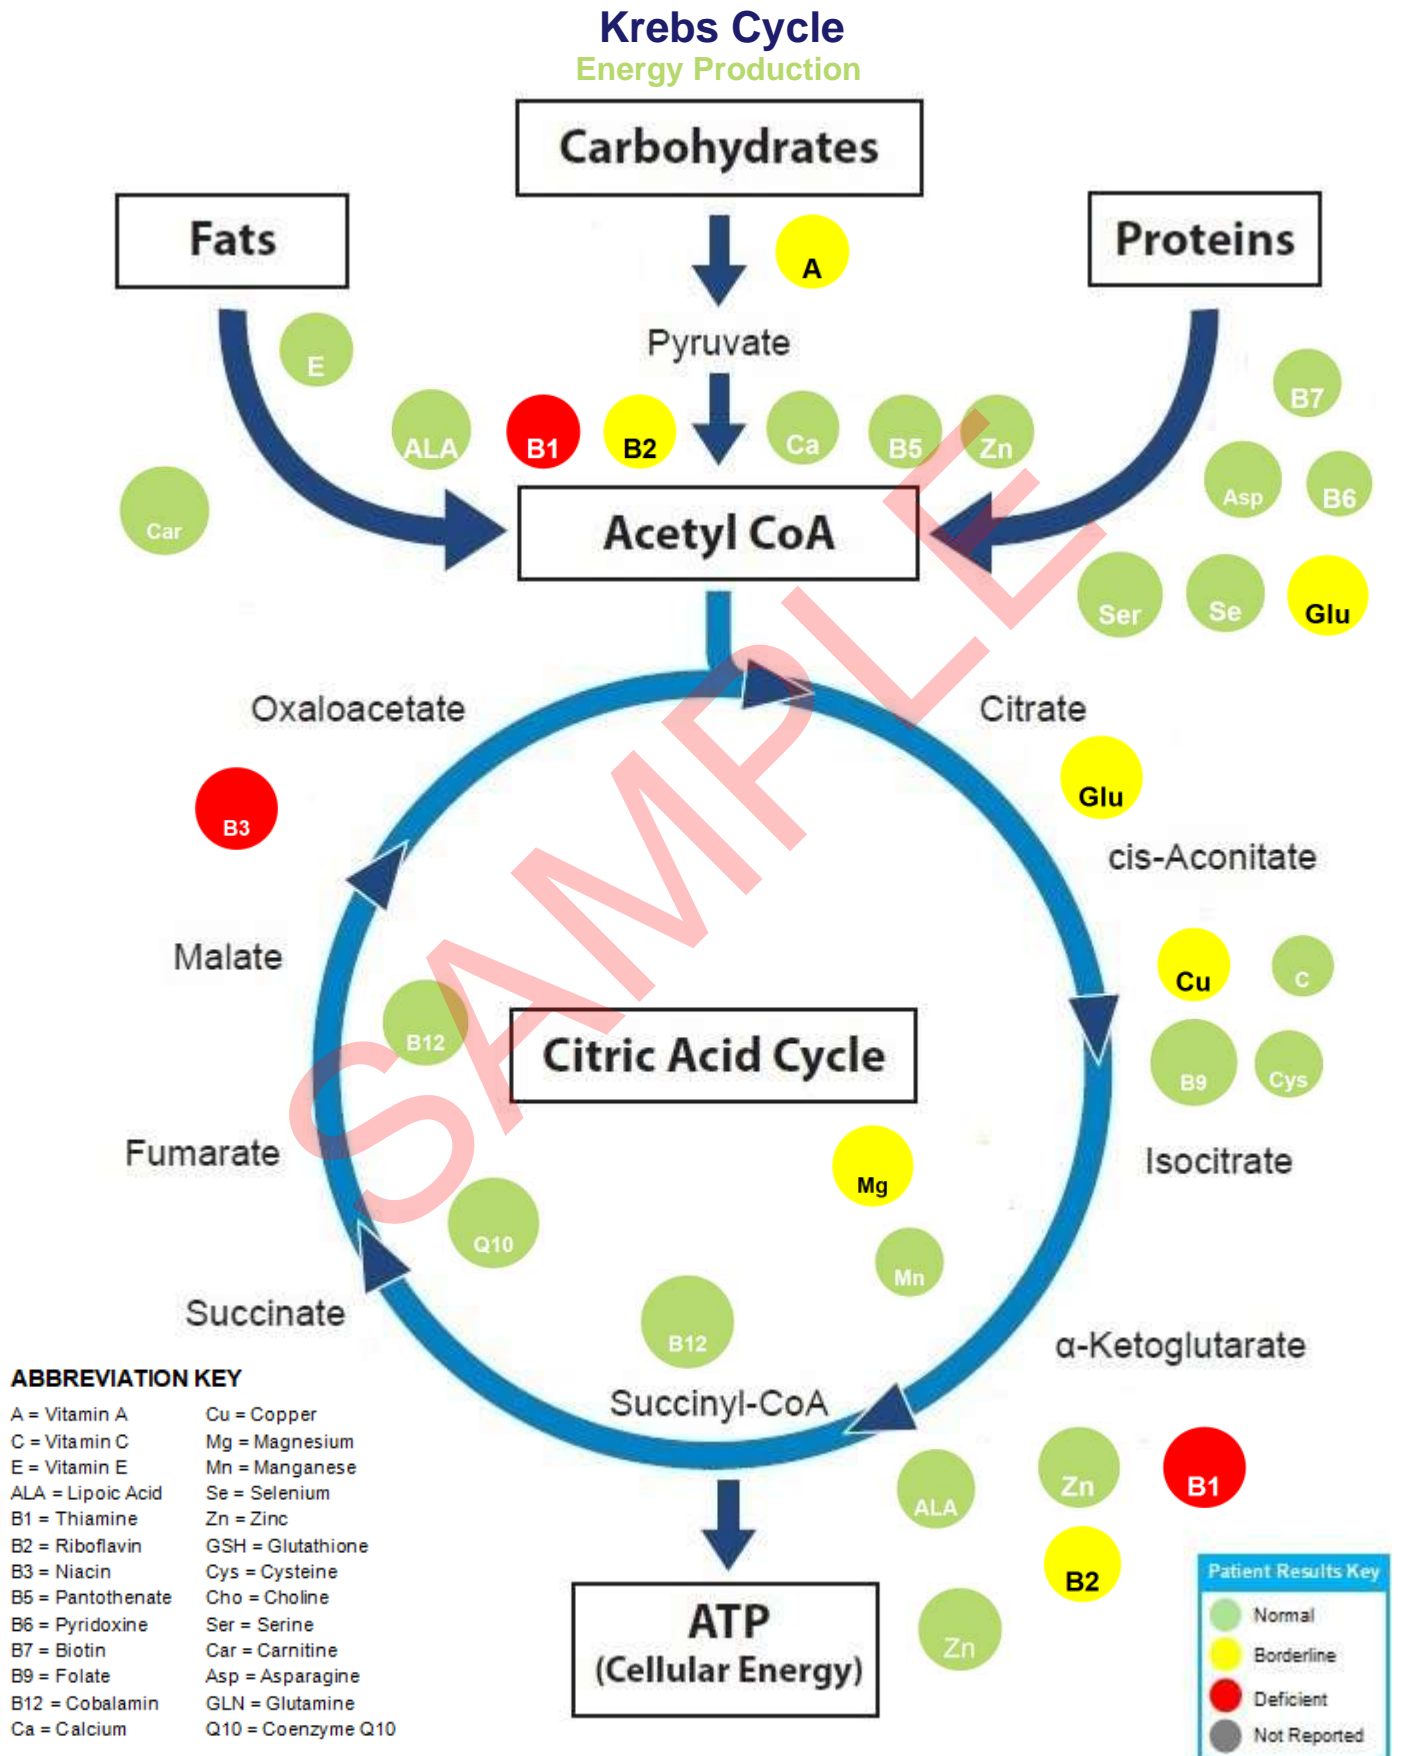 Krebs Cycle
Energy Production
Carbohydrates
Fats
Proteins
A
Pyruvate
E
B7
ALA
B1
B2
Ca
B5
Zn
Asp
B6
Car
Acetyl CoA
Ser
Se
Glu
Oxaloacetate
Citrate
Glu
B3
cis-Aconitate
Malate
Cu
C
B12
Citric Acid Cycle
B9
Cys
Fumarate
Isocitrate
Mg
Q10
Mn
Succinate
B12
α-Ketoglutarate
Succinyl-CoA
ALA
Zn
B1
B2
Zn
ATP
(Cellular Energy)
SAMPLE
ABBREVIATION KEY
A = Vitamin A
C = Vitamin C
E = Vitamin E
ALA = Lipoic Acid
B1 = Thiamine
B2 = Riboflavin
B3 = Niacin
B5 = Pantothenate
B6 = Pyridoxine
B7 = Biotin
B9 = Folate
B12 = Cobalamin
Ca = Calcium
Cu = Copper
Mg = Magnesium
Mn = Manganese
Se = Selenium
Zn = Zinc
GSH = Glutathione
Cys = Cysteine
Cho = Choline
Ser = Serine
Car = Carnitine
Asp = Asparagine
GLN = Glutamine
Q10 = Coenzyme Q10
Patient Results Key
Normal
Borderline
Deficient
Not Reported